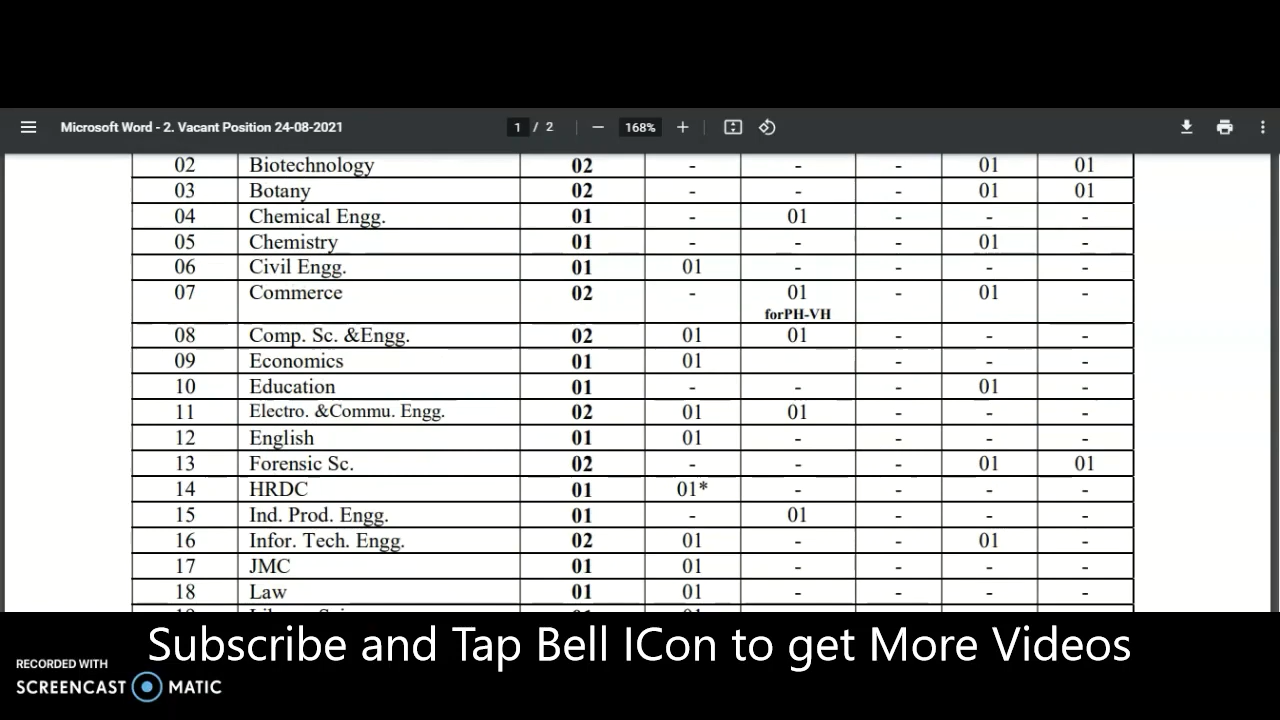 Microsoft Word - 2. Vacant Position 24-08-2021 1 / 2 168%
02 Biotechnology 02 - - - 01 01
03 Botany 02 - - - 01 01
04 Chemical Engg. 01 - 01 - - -
05 Chemistry 01 - - - 01 -
06 Civil Engg. 01 01 - - - -
07 Commerce 02 - 01 - 01 -
forPH-VH
08 Comp. Sc. &Engg. 02 01 01 - - -
09 Economics 01 01 - - -
10 Education 01 - - - 01 -
11 Electro. &Commu. Engg. 02 01 01 - - -
12 English 01 01 - - - -
13 Forensic Sc. 02 - - - 01 01
14 HRDC 01 01* - - - -
15 Ind. Prod. Engg. 01 - 01 - - -
16 Infor. Tech. Engg. 02 01 - - 01 -
17 JMC 01 01 - - - -
18 Law 01 01 - - - -
Subscribe and Tap Bell ICon to get More Videos
RECORDED WITH
SCREENCAST MATIC